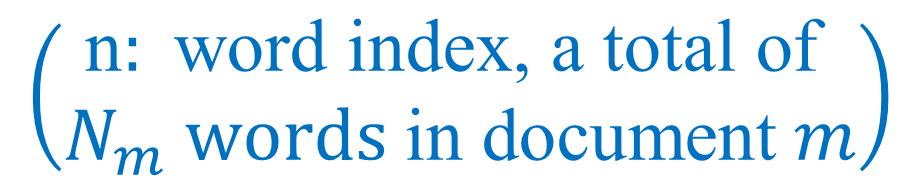 (n: word index, a total of
N_m words in document m)